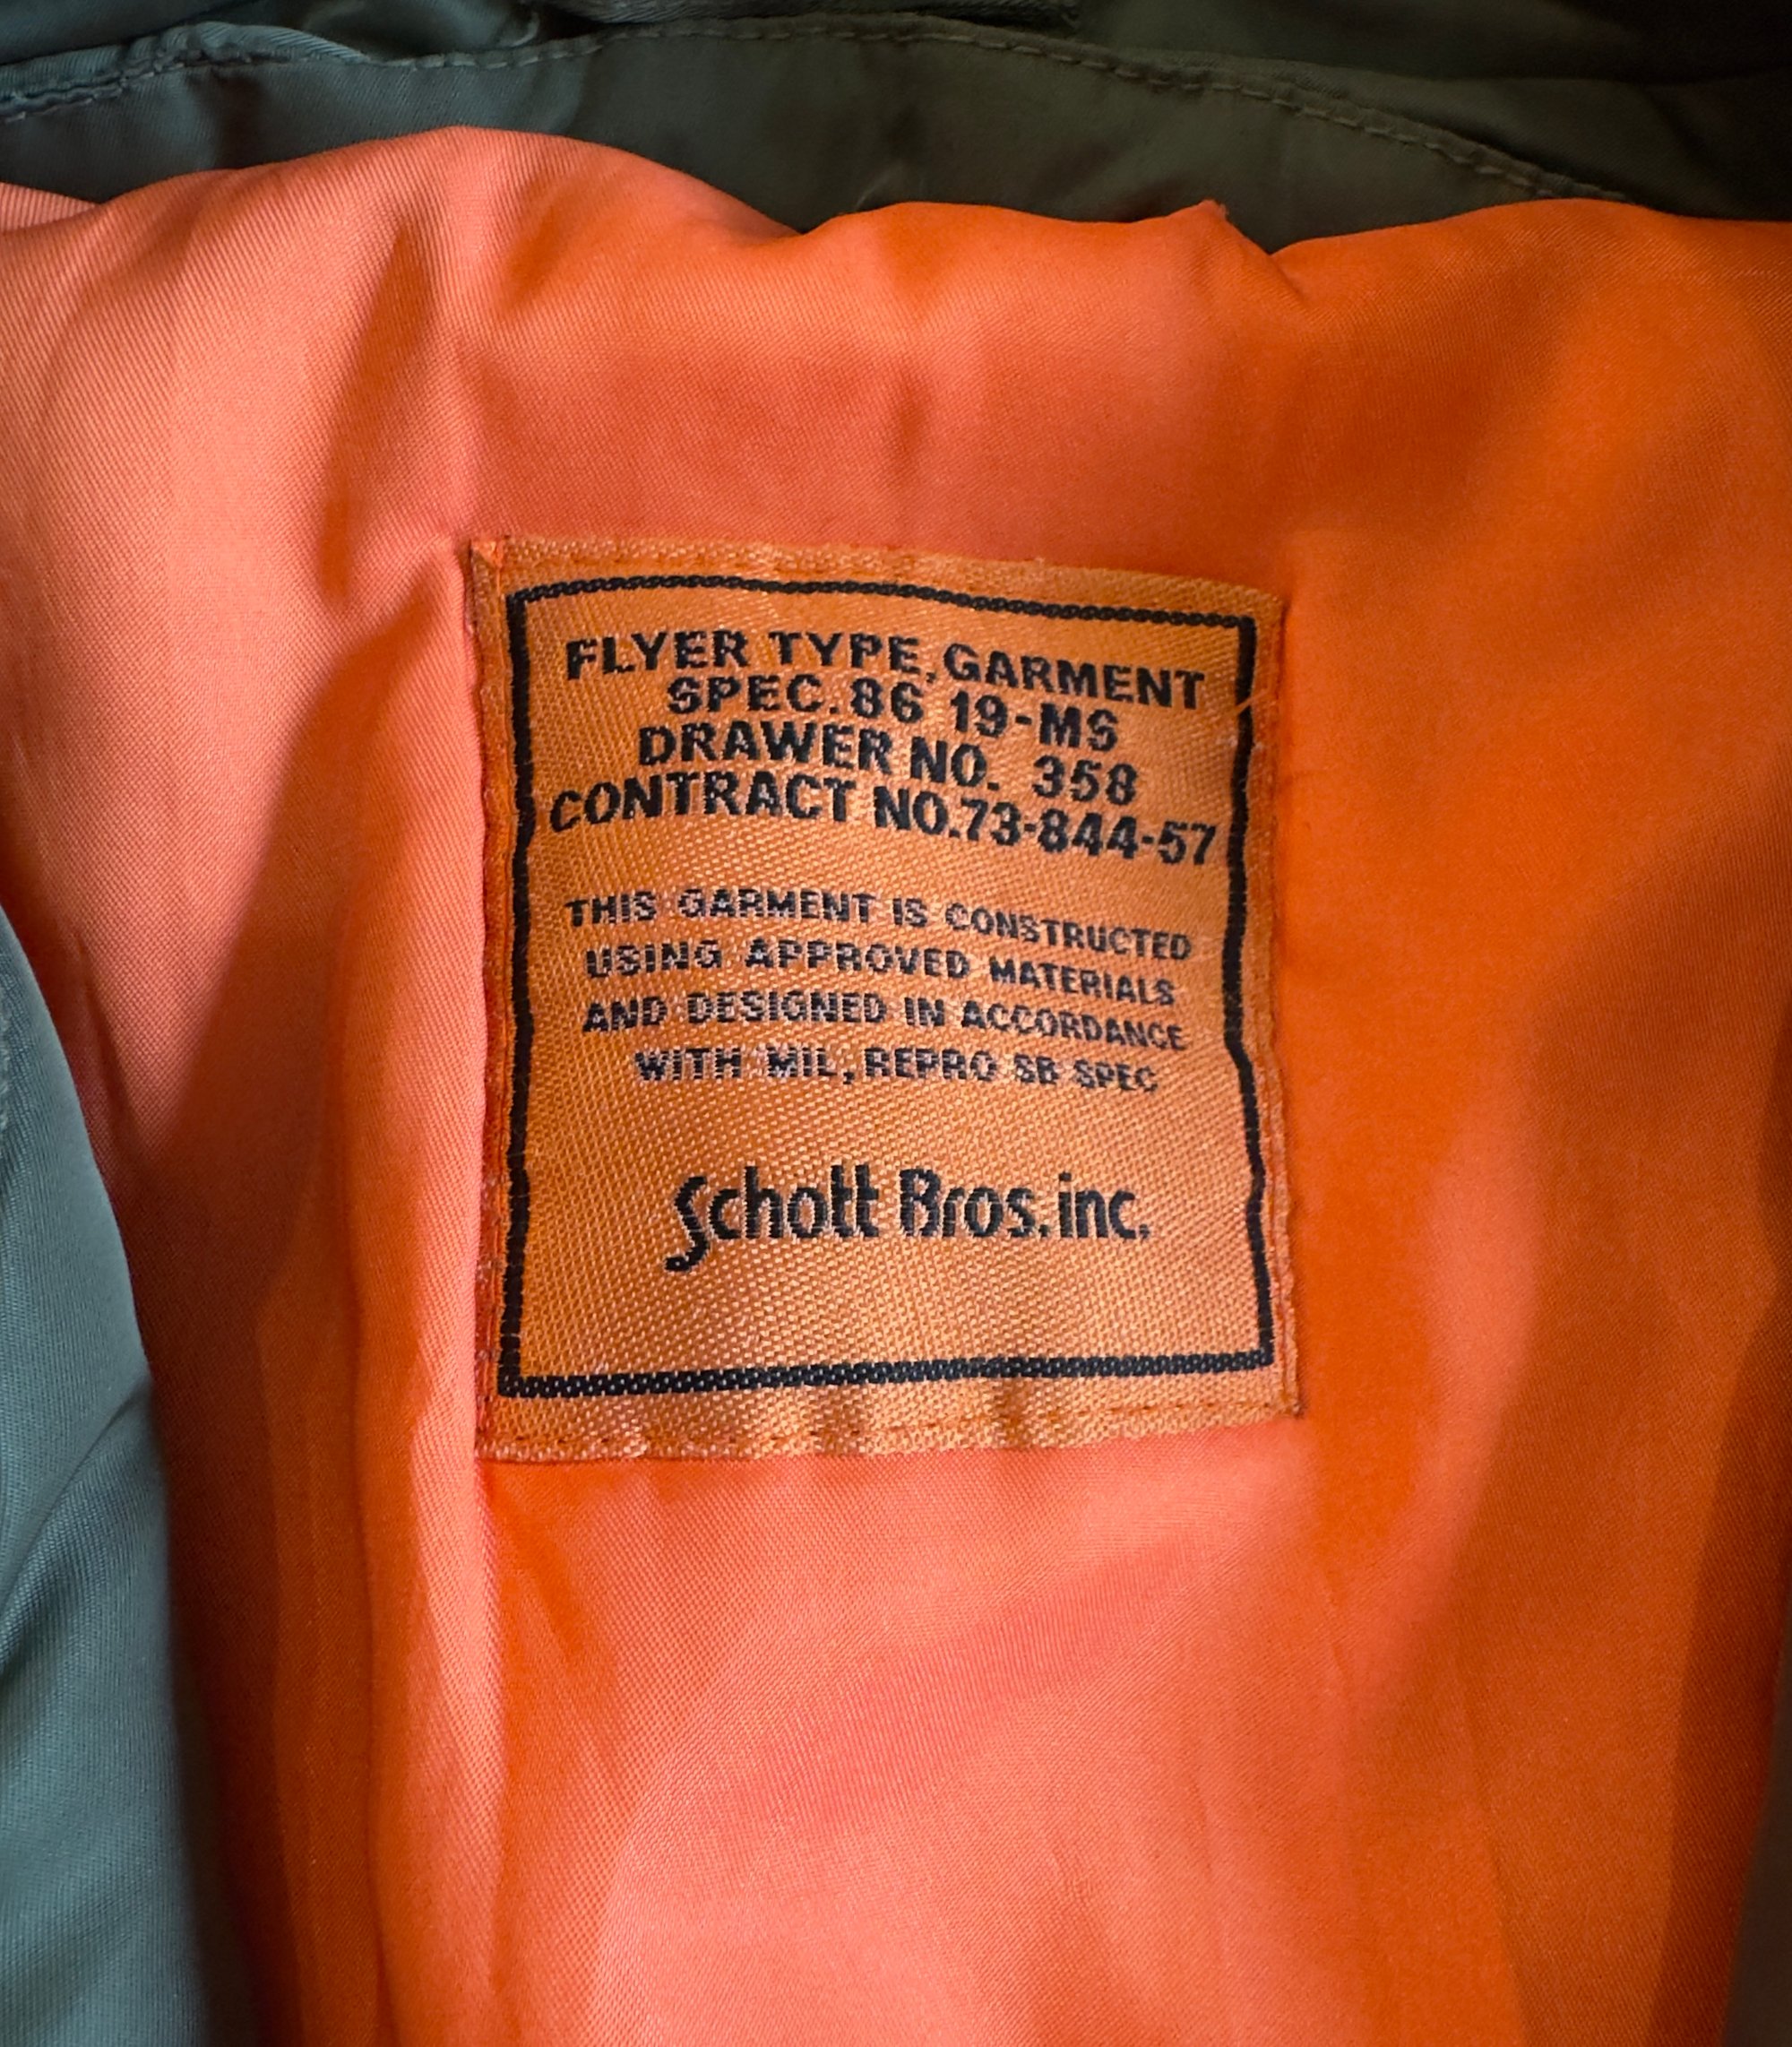 FLYER TYPE, GARMENT
SPEC. 86 19-MS
DRAWER NO. 358
CONTRACT NO.73-844-57
THIS GARMENT IS CONSTRUCTED
USING APPROVED MATERIALS
AND DESIGNED IN ACCORDANCE
WITH MIL, REPRO SB SPEC
Schott Bros. inc.